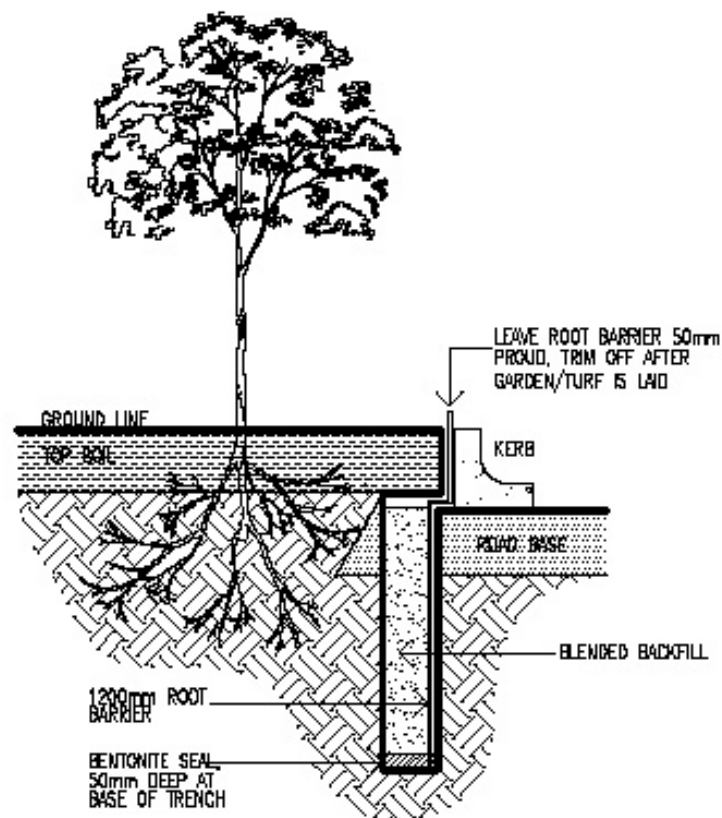 LEAVE ROOT BARRIER 50mm
PROUD, TRIM OFF AFTER
GARDEN/TURF IS LAID
GROUND LINE
TOP SOIL
KERB
ROAD BASE
BLENDED BACKFILL
1200mm ROOT
BARRIER
BENTONITE SEAL,
50mm DEEP AT
BASE OF TRENCH